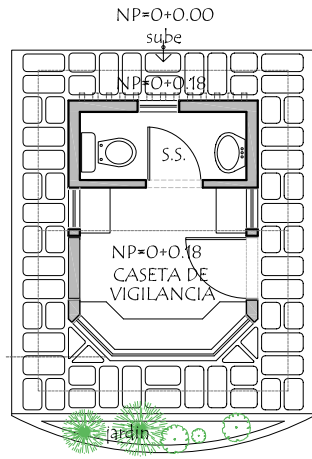 NP=0+0.00
sube
NP=0+0.18
S.S.
NP=0+0.18
CASETA DE
VIGILANCIA
jardin